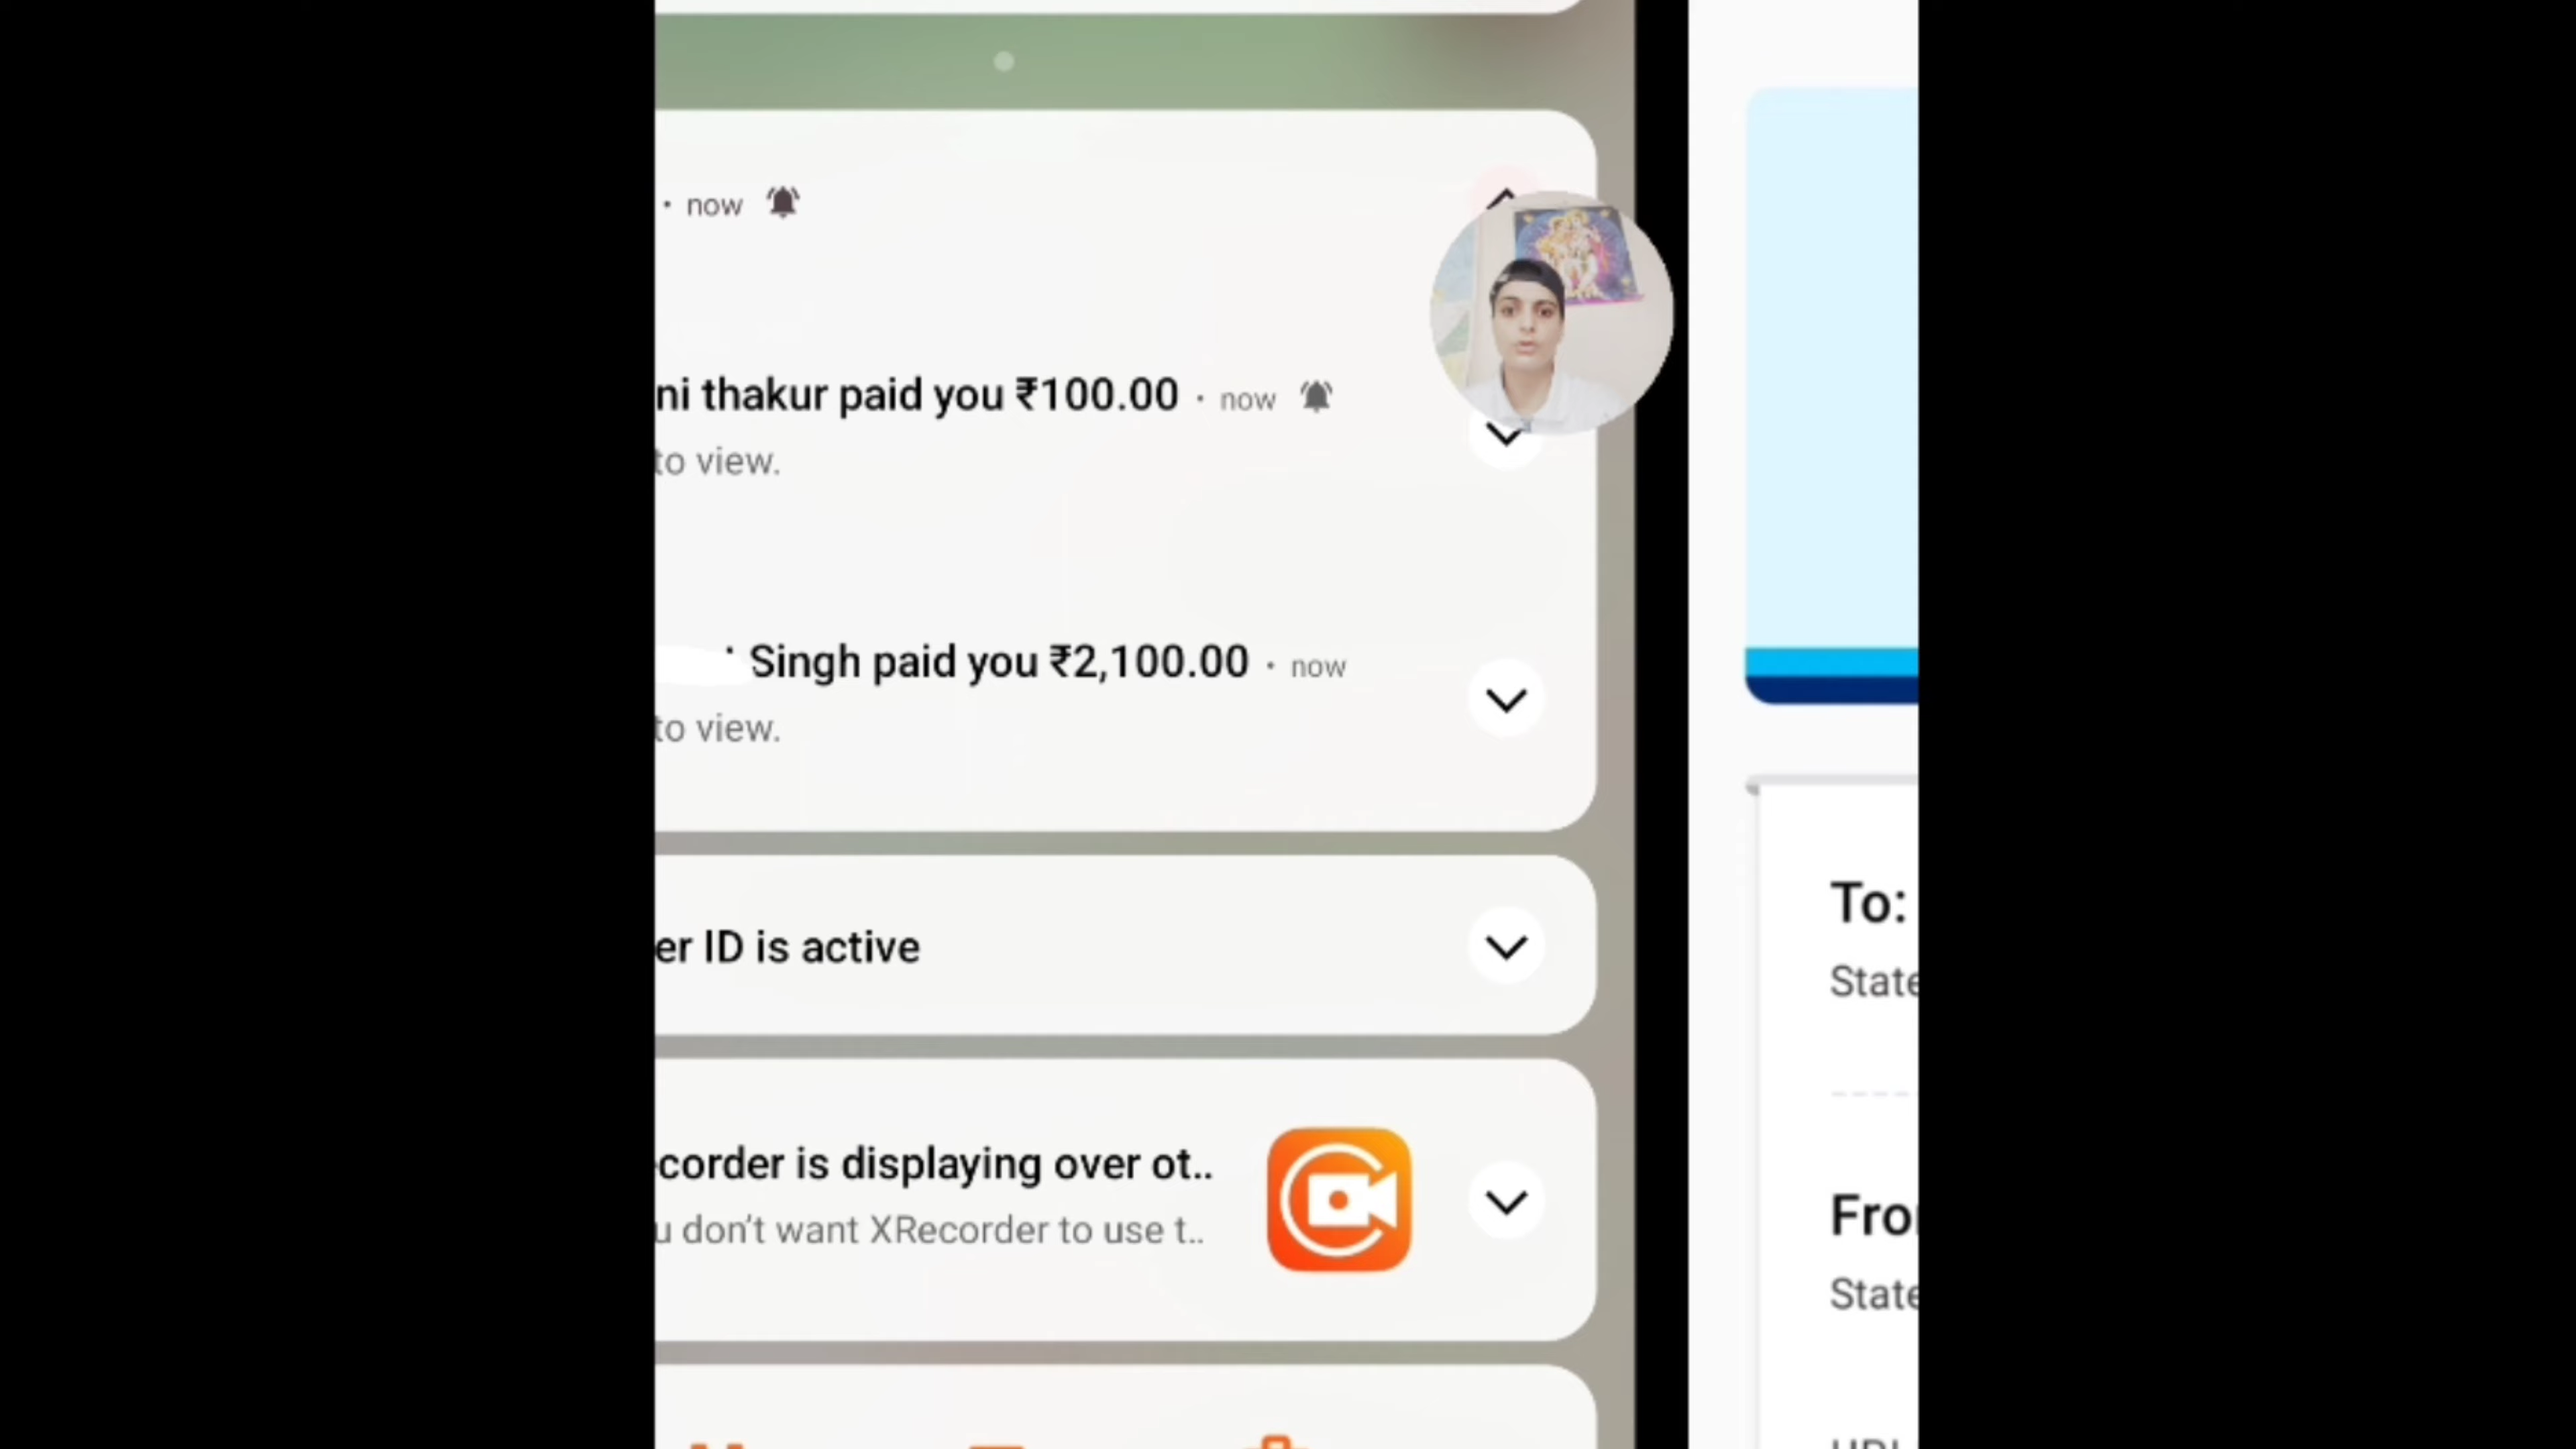 • now
ni thakur paid you ₹100.00 • now
to view.
Singh paid you ₹2,100.00 • now
to view.
er ID is active
corder is displaying over ot..
u don't want XRecorder to use t..
To:
State
Fro
State